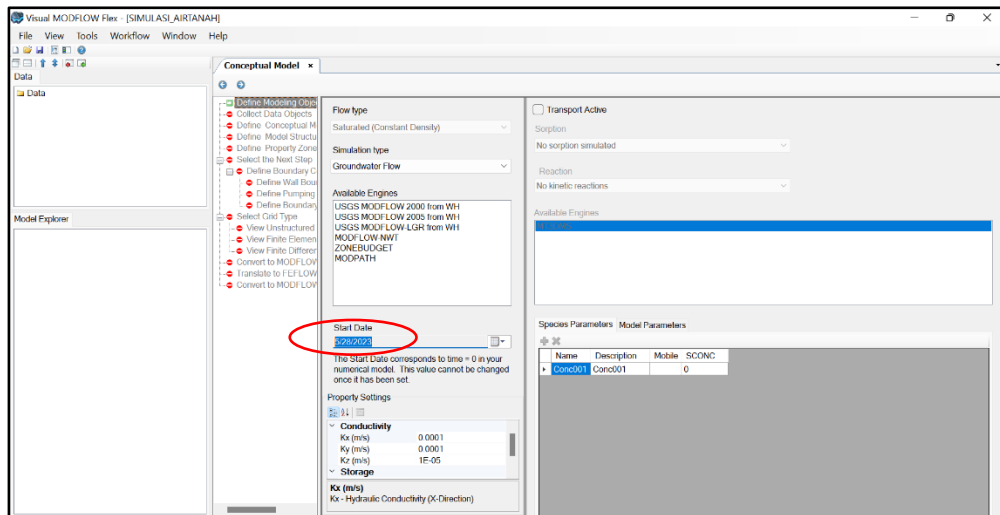 Visual MODFLOW Flex - [SIMULASI_AIRTANAH]
File View Tools Workflow Window Help
Data
Data
Model Explorer
Conceptual Model
Define Modeling Obje
Collect Data Objects
Define Conceptual M
Define Model Structu
Define Property Zone
Select the Next Step
Define Boundary C
Define Wall Bou
Define Pumping
Define Boundary
Select Grid Type
View Unstructured
View Finite Elemen
View Finite Differer
Convert to MODFLOW
Translate to FEFLOW
Convert to MODFLOW
Flow type
Saturated (Constant Density)
Simulation type
Groundwater Flow
Available Engines
USGS MODFLOW 2000 from WH
USGS MODFLOW 2005 from WH
USGS MODFLOW-LGR from WH
MODFLOW-NWT
ZONEBUDGET
MODPATH
Start Date
The Start Date corresponds to time = 0 in your
numerical model. This value cannot be changed
once it has been set.
Property Settings
Conductivity
Kx (m/s) 0.0001
Ky (m/s) 0.0001
Kz (m/s) 1E-05
Storage
Kx (m/s)
Kx - Hydraulic Conductivity (X-Direction)
Transport Active
Sorption
No sorption simulated
Reaction
No kinetic reactions
Available Engines
Species Parameters Model Parameters
Name Description Mobile SCONC
Conc001 Conc001 0